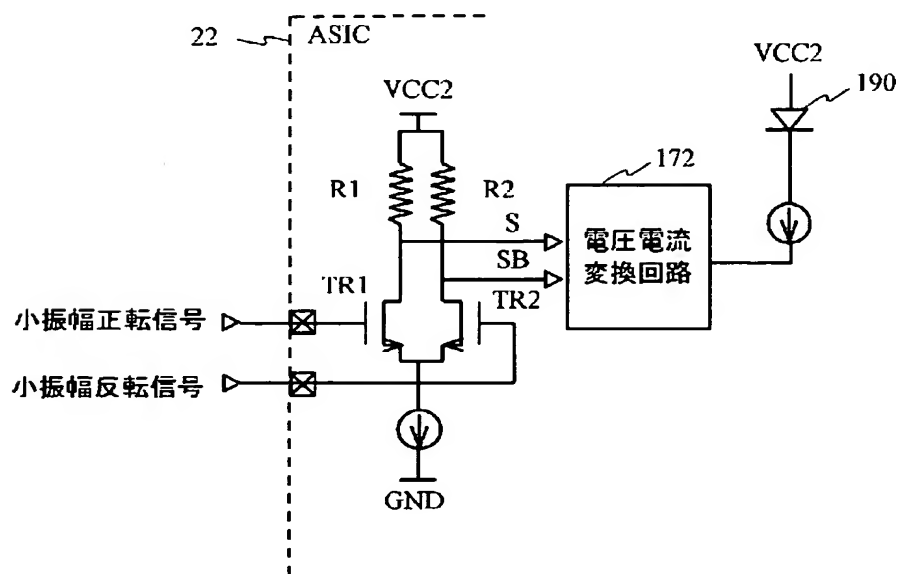 22
ASIC
VCC2
190
VCC2
172
R1
R2
S
電圧電流
変換回路
SB
TR1
TR2
小振幅正転信号
小振幅反転信号
GND